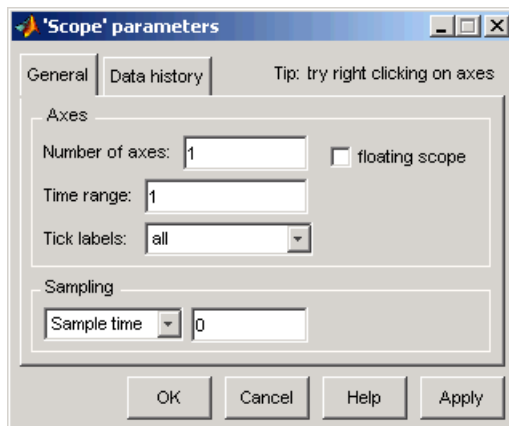 'Scope' parameters
General Data history Tip: try right clicking on axes
Axes
Number of axes: 1 floating scope
Time range: 1
Tick labels: all
Sampling
Sample time 0
OK Cancel Help Apply